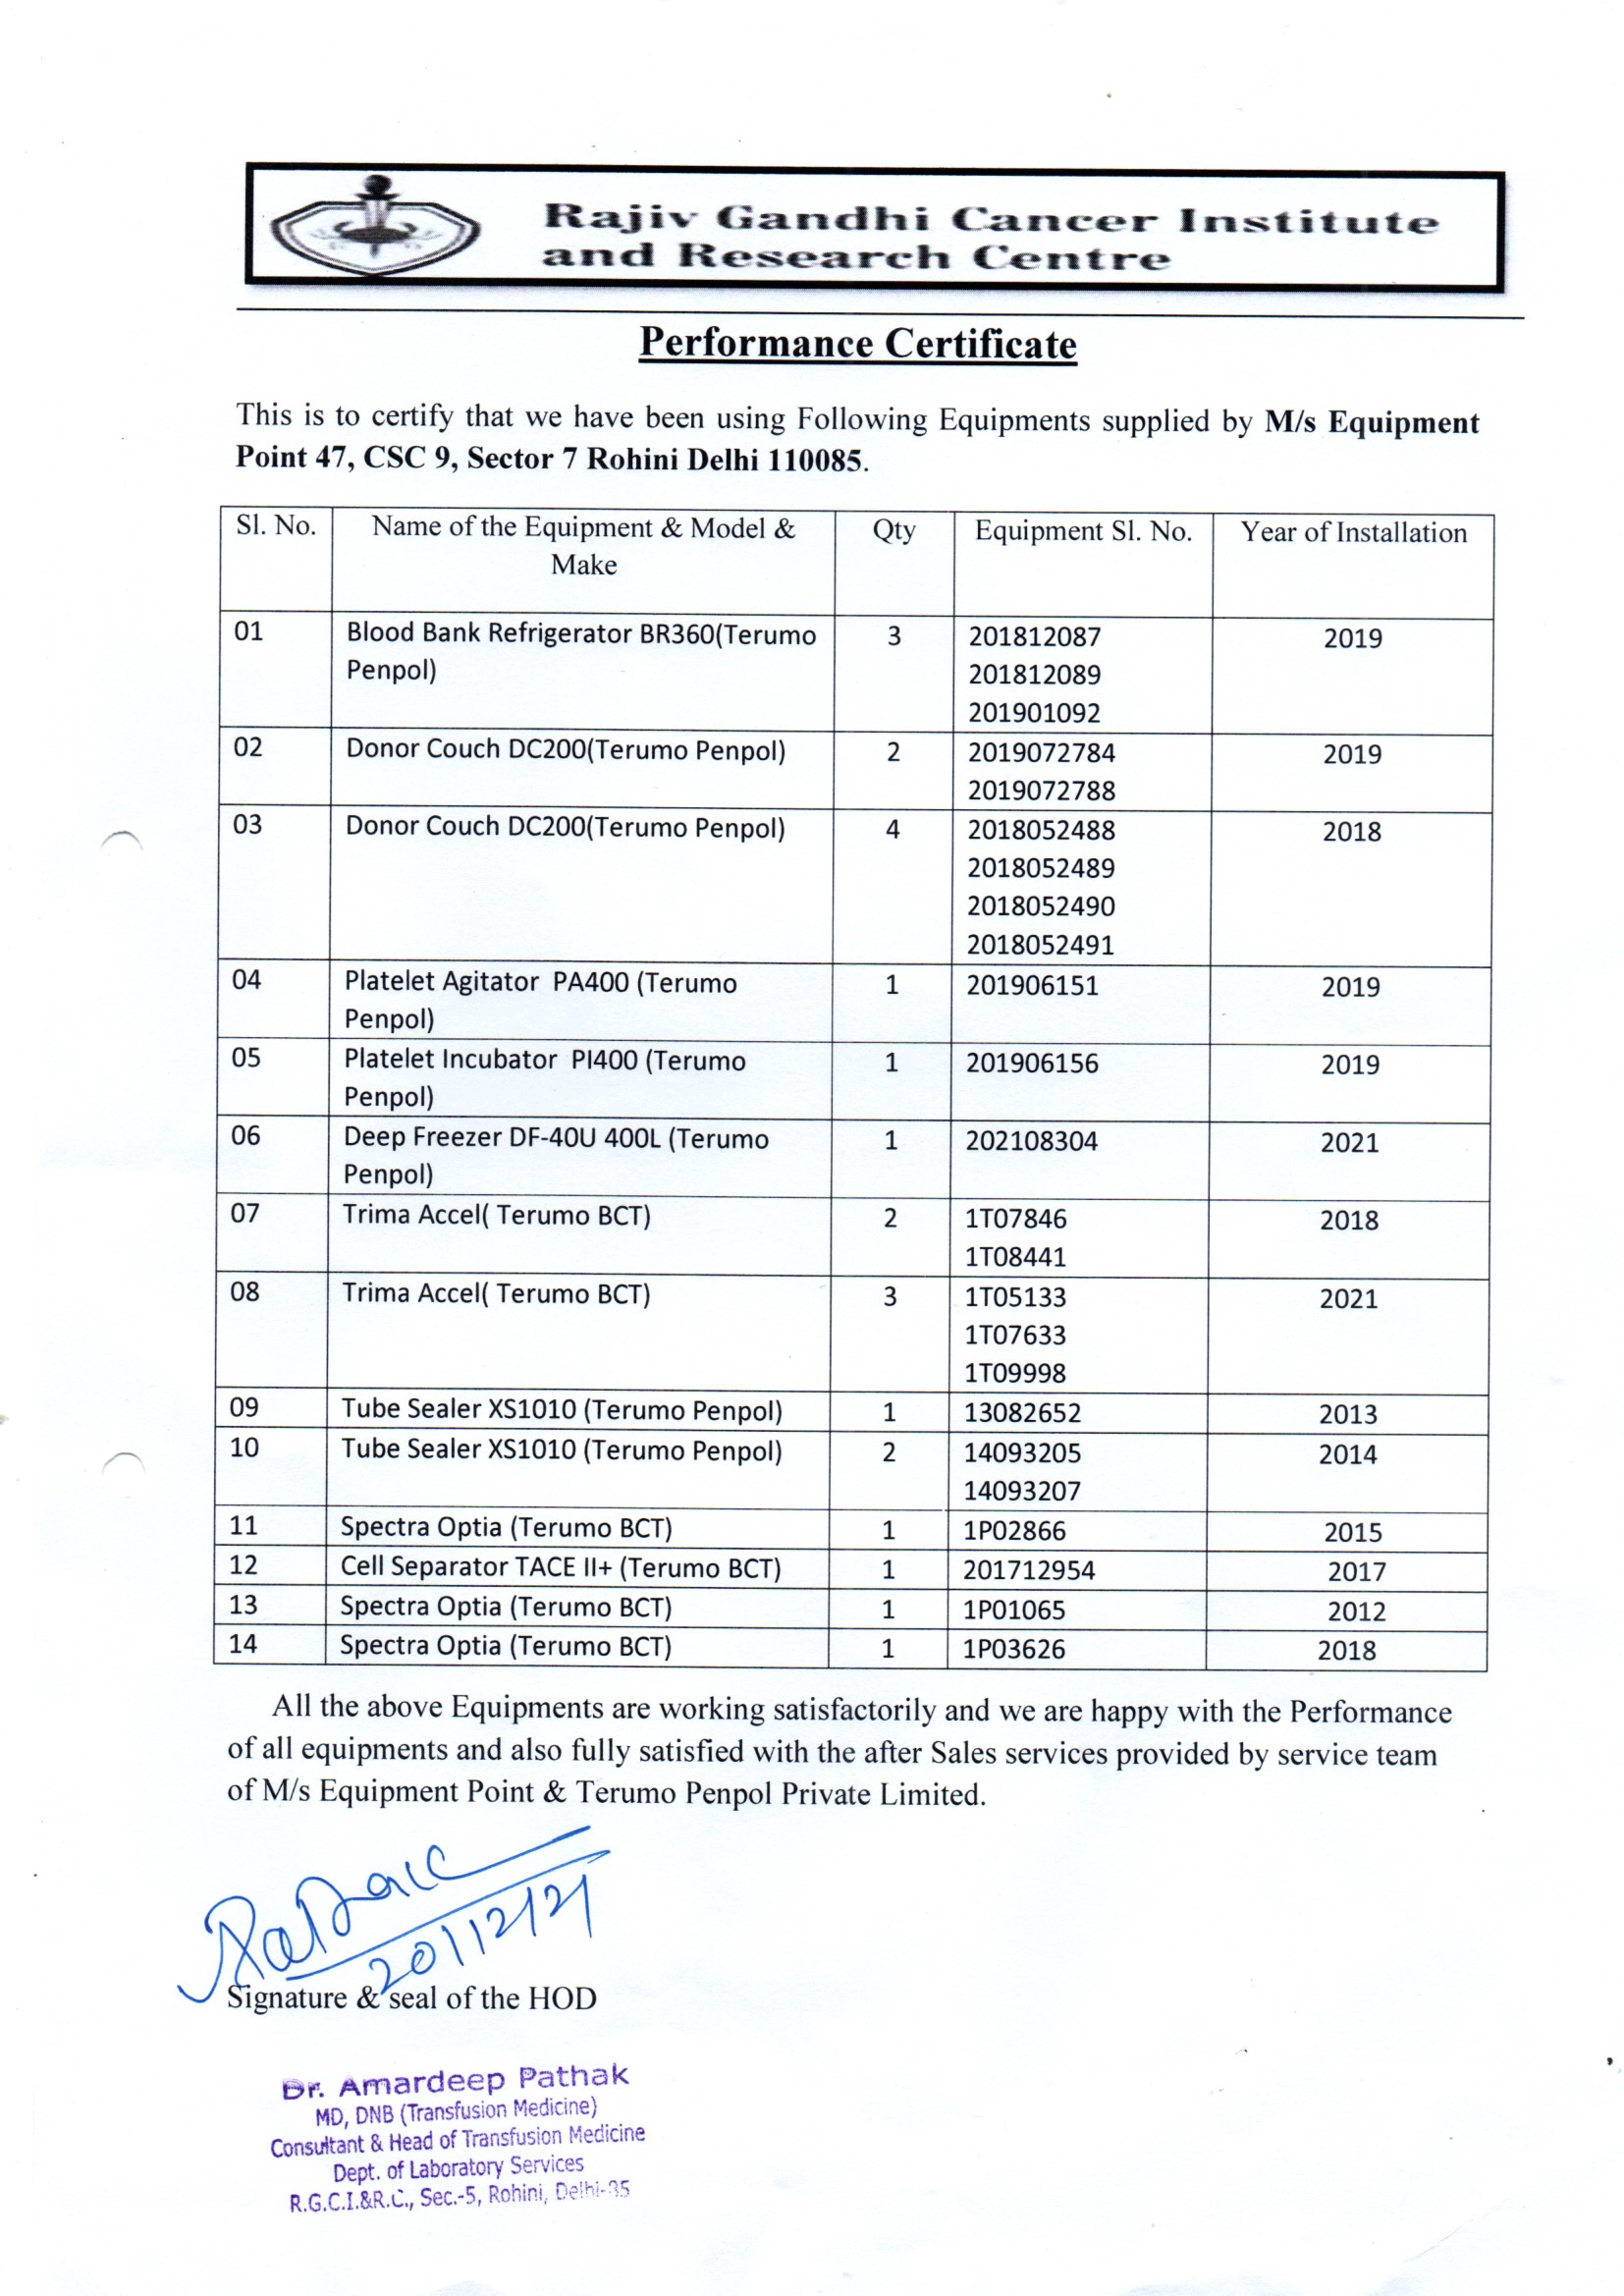 Rajiv Gandhi Cancer Institute
and Research Centre
Performance Certificate
This is to certify that we have been using Following Equipments supplied by M/s Equipment
Point 47, CSC 9, Sector 7 Rohini Delhi 110085.
Sl. No. Name of the Equipment & Model & Qty Equipment Sl. No. Year of Installation
Make
01 Blood Bank Refrigerator BR360(Terumo 3 201812087 2019
Penpol) 201812089
201901092
02 Donor Couch DC200(Terumo Penpol) 2 2019072784 2019
2019072788
03 Donor Couch DC200(Terumo Penpol) 4 2018052488 2018
2018052489
2018052490
2018052491
04 Platelet Agitator PA400 (Terumo 1 201906151 2019
Penpol)
05 Platelet Incubator PI400 (Terumo 1 201906156 2019
Penpol)
06 Deep Freezer DF-40U 400L (Terumo 1 202108304 2021
Penpol)
07 Trima Accel( Terumo BCT) 2 1T07846 2018
1T08441
08 Trima Accel( Terumo BCT) 3 1T05133 2021
1T07633
1T09998
09 Tube Sealer XS1010 (Terumo Penpol) 1 13082652 2013
10 Tube Sealer XS1010 (Terumo Penpol) 2 14093205 2014
14093207
11 Spectra Optia (Terumo BCT) 1 1P02866 2015
12 Cell Separator TACE II+ (Terumo BCT) 1 201712954 2017
13 Spectra Optia (Terumo BCT) 1 1P01065 2012
14 Spectra Optia (Terumo BCT) 1 1P03626 2018
All the above Equipments are working satisfactorily and we are happy with the Performance
of all equipments and also fully satisfied with the after Sales services provided by service team
of M/s Equipment Point & Terumo Penpol Private Limited.
20/12/21
Signature & seal of the HOD
Dr. Amardeep Pathak
MD, DNB (Transfusion Medicine)
Consultant & Head of Transfusion Medicine
Dept. of Laboratory Services
R.G.C.I.&R.C., Sec.-5, Rohini, Delhi-85